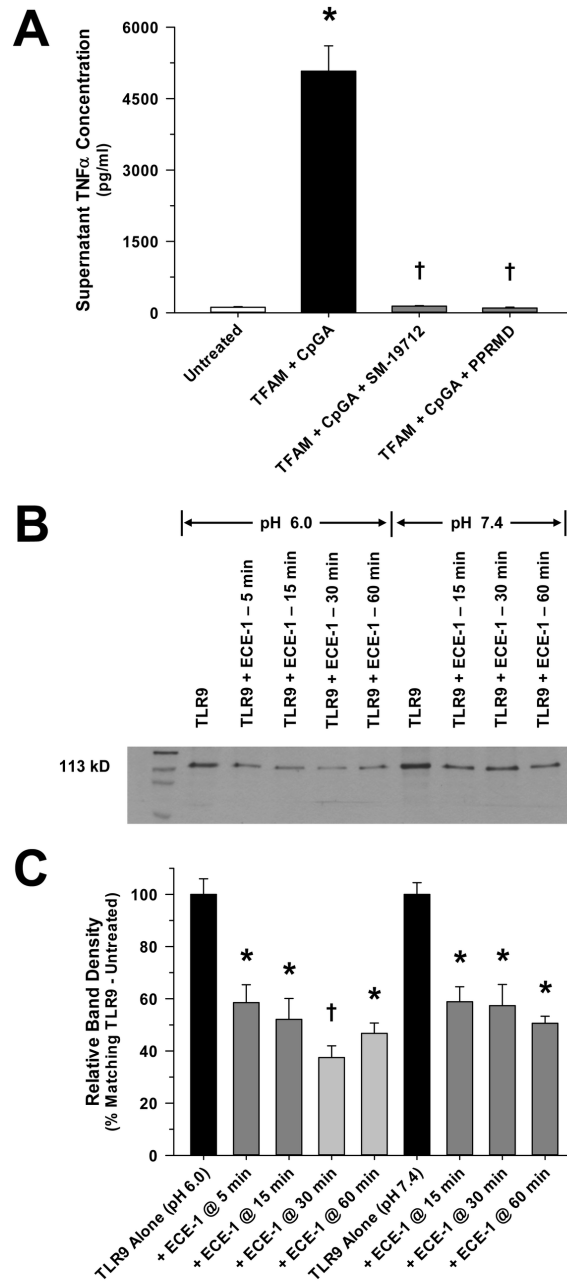 A
*
6000
4500
3000
1500
0
Supernatant TNFα Concentration
(pg/ml)
†
†
Untreated
TFAM + CpGA
TFAM + CpGA + SM-19712
TFAM + CpGA + PPRMD
B
pH 6.0
pH 7.4
TLR9
TLR9 + ECE-1 – 5 min
TLR9 + ECE-1 – 15 min
TLR9 + ECE-1 – 30 min
TLR9 + ECE-1 – 60 min
TLR9
TLR9 + ECE-1 – 15 min
TLR9 + ECE-1 – 30 min
TLR9 + ECE-1 – 60 min
113 kD
C
Relative Band Density
(% Matching TLR9 - Untreated)
100
80
60
40
20
0
*
*
†
*
*
*
*
TLR9 Alone (pH 6.0)
+ ECE-1 @ 5 min
+ ECE-1 @ 15 min
+ ECE-1 @ 30 min
+ ECE-1 @ 60 min
TLR9 Alone (pH 7.4)
+ ECE-1 @ 15 min
+ ECE-1 @ 30 min
+ ECE-1 @ 60 min